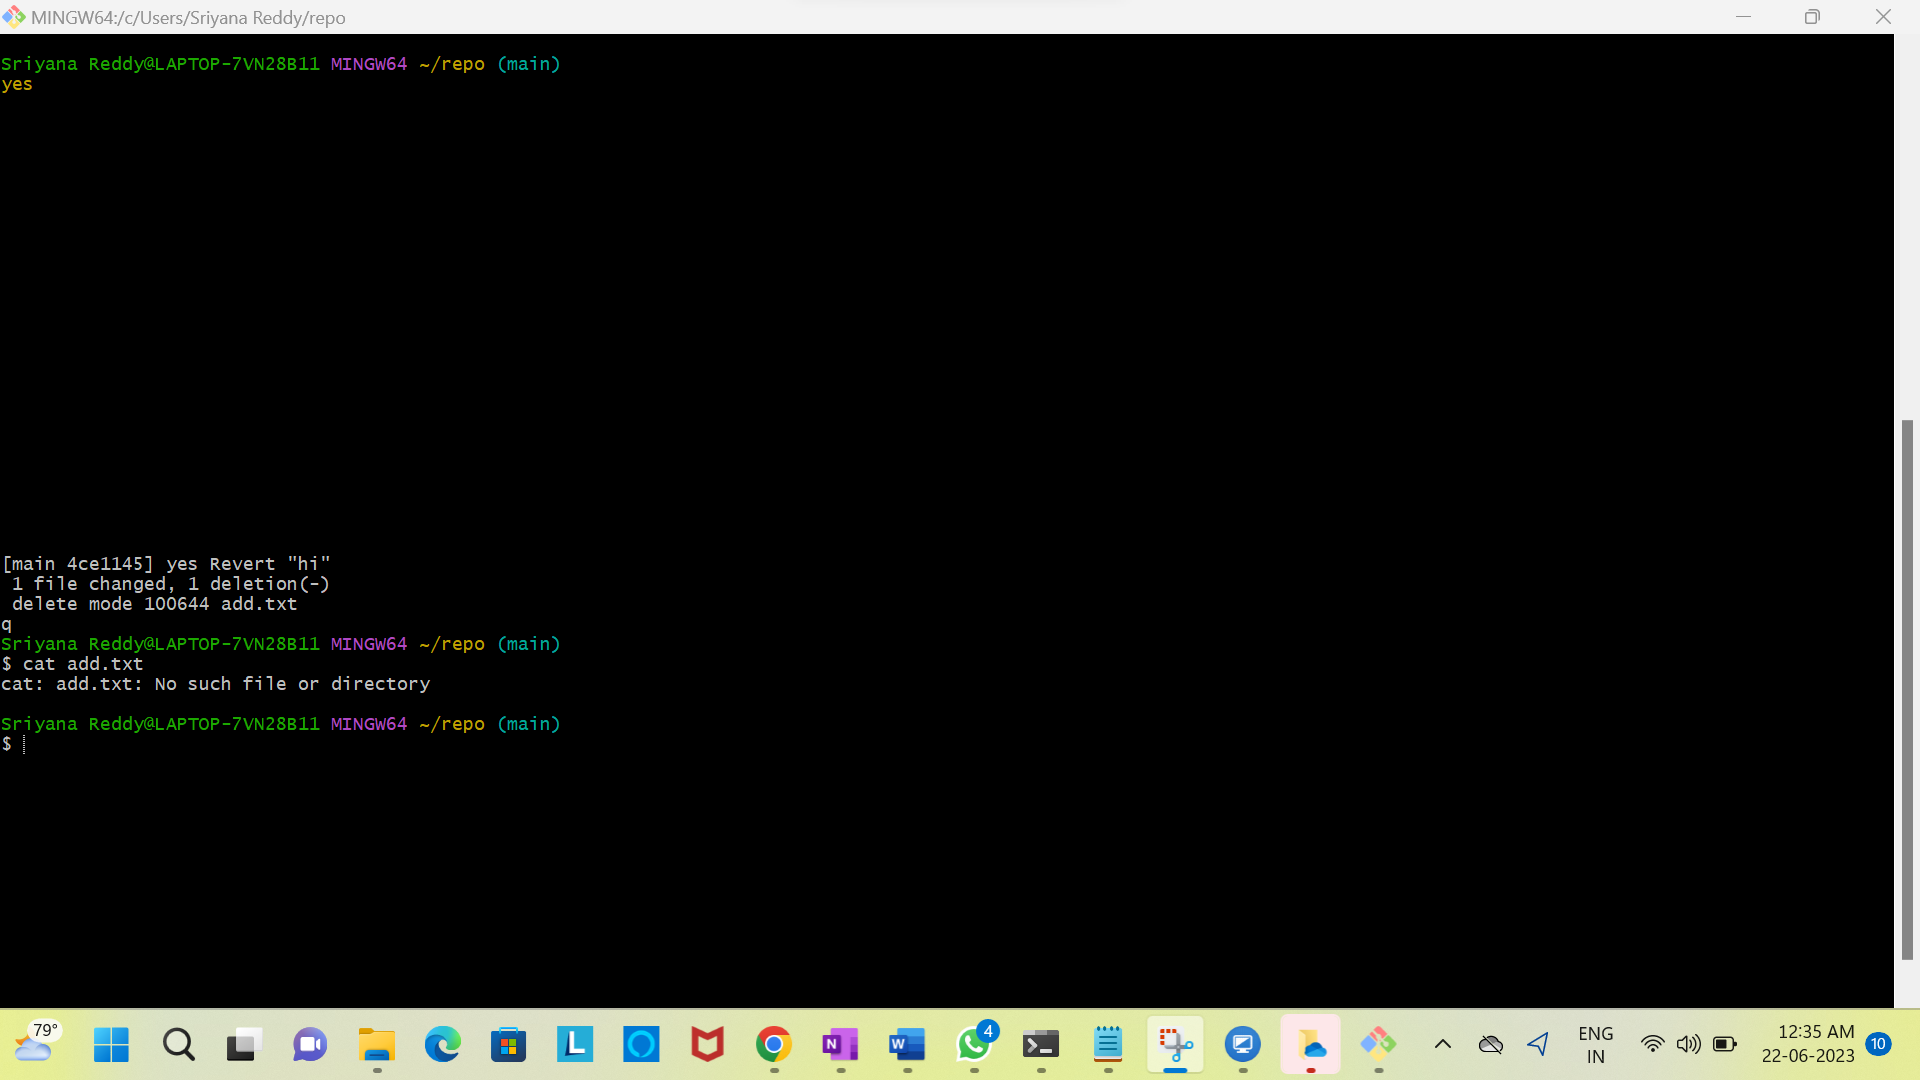 MINGW64:/c/Users/Sriyana Reddy/repo
Sriyana Reddy@LAPTOP-7VN28B11 MINGW64 ~/repo (main)
yes
[main 4ce1145] yes Revert "hi"
 1 file changed, 1 deletion(-)
 delete mode 100644 add.txt
q
Sriyana Reddy@LAPTOP-7VN28B11 MINGW64 ~/repo (main)
$ cat add.txt
cat: add.txt: No such file or directory
Sriyana Reddy@LAPTOP-7VN28B11 MINGW64 ~/repo (main)
$
79°
L
N
W
4
ENG
IN
12:35 AM
22-06-2023
10